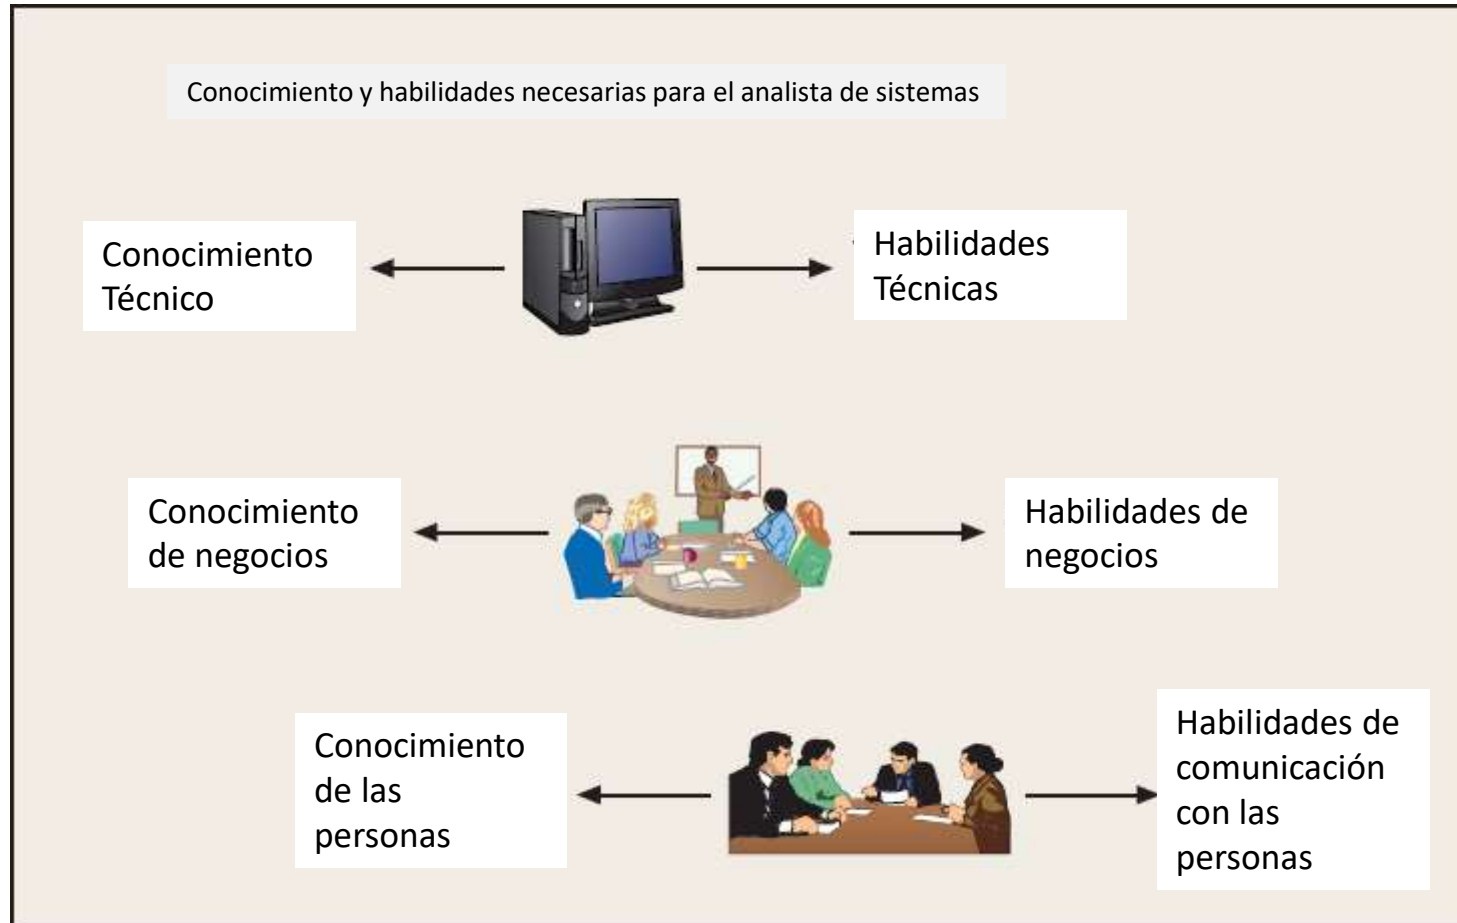 Conocimiento y habilidades necesarias para el analista de sistemas
Conocimiento
Técnico
Habilidades
Técnicas
Conocimiento
de negocios
Habilidades de
negocios
Conocimiento
de las
personas
Habilidades de
comunicación
con las
personas